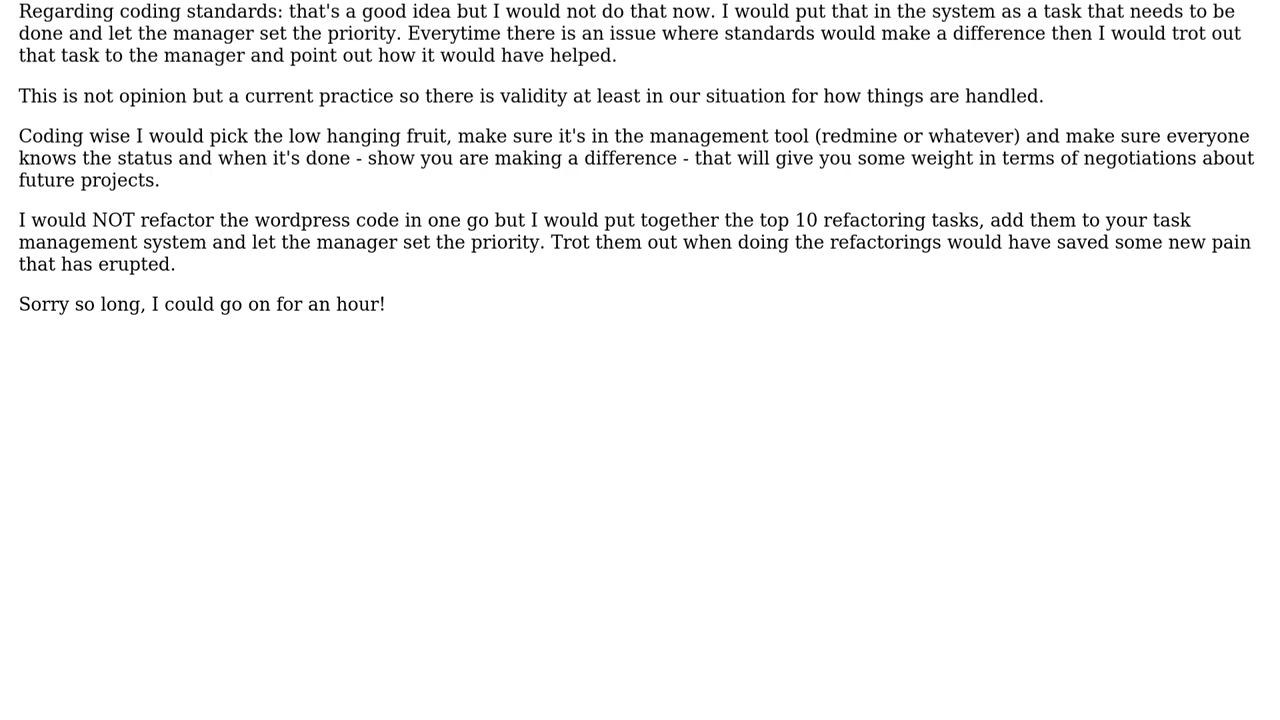 Regarding coding standards: that's a good idea but I would not do that now. I would put that in the system as a task that needs to be
done and let the manager set the priority. Everytime there is an issue where standards would make a difference then I would trot out
that task to the manager and point out how it would have helped.
This is not opinion but a current practice so there is validity at least in our situation for how things are handled.
Coding wise I would pick the low hanging fruit, make sure it's in the management tool (redmine or whatever) and make sure everyone
knows the status and when it's done - show you are making a difference - that will give you some weight in terms of negotiations about
future projects.
I would NOT refactor the wordpress code in one go but I would put together the top 10 refactoring tasks, add them to your task
management system and let the manager set the priority. Trot them out when doing the refactorings would have saved some new pain
that has erupted.
Sorry so long, I could go on for an hour!